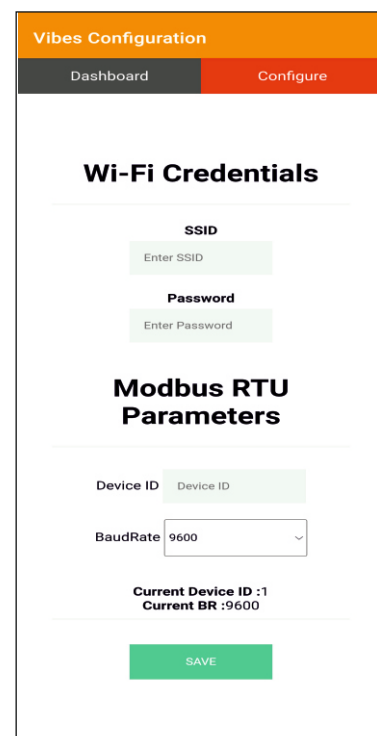 Vibes Configuration
Dashboard Configure
Wi-Fi Credentials
SSID
Enter SSID
Password
Enter Password
Modbus RTU
Parameters
Device ID Device ID
BaudRate 9600
Current Device ID :1
Current BR :9600
SAVE